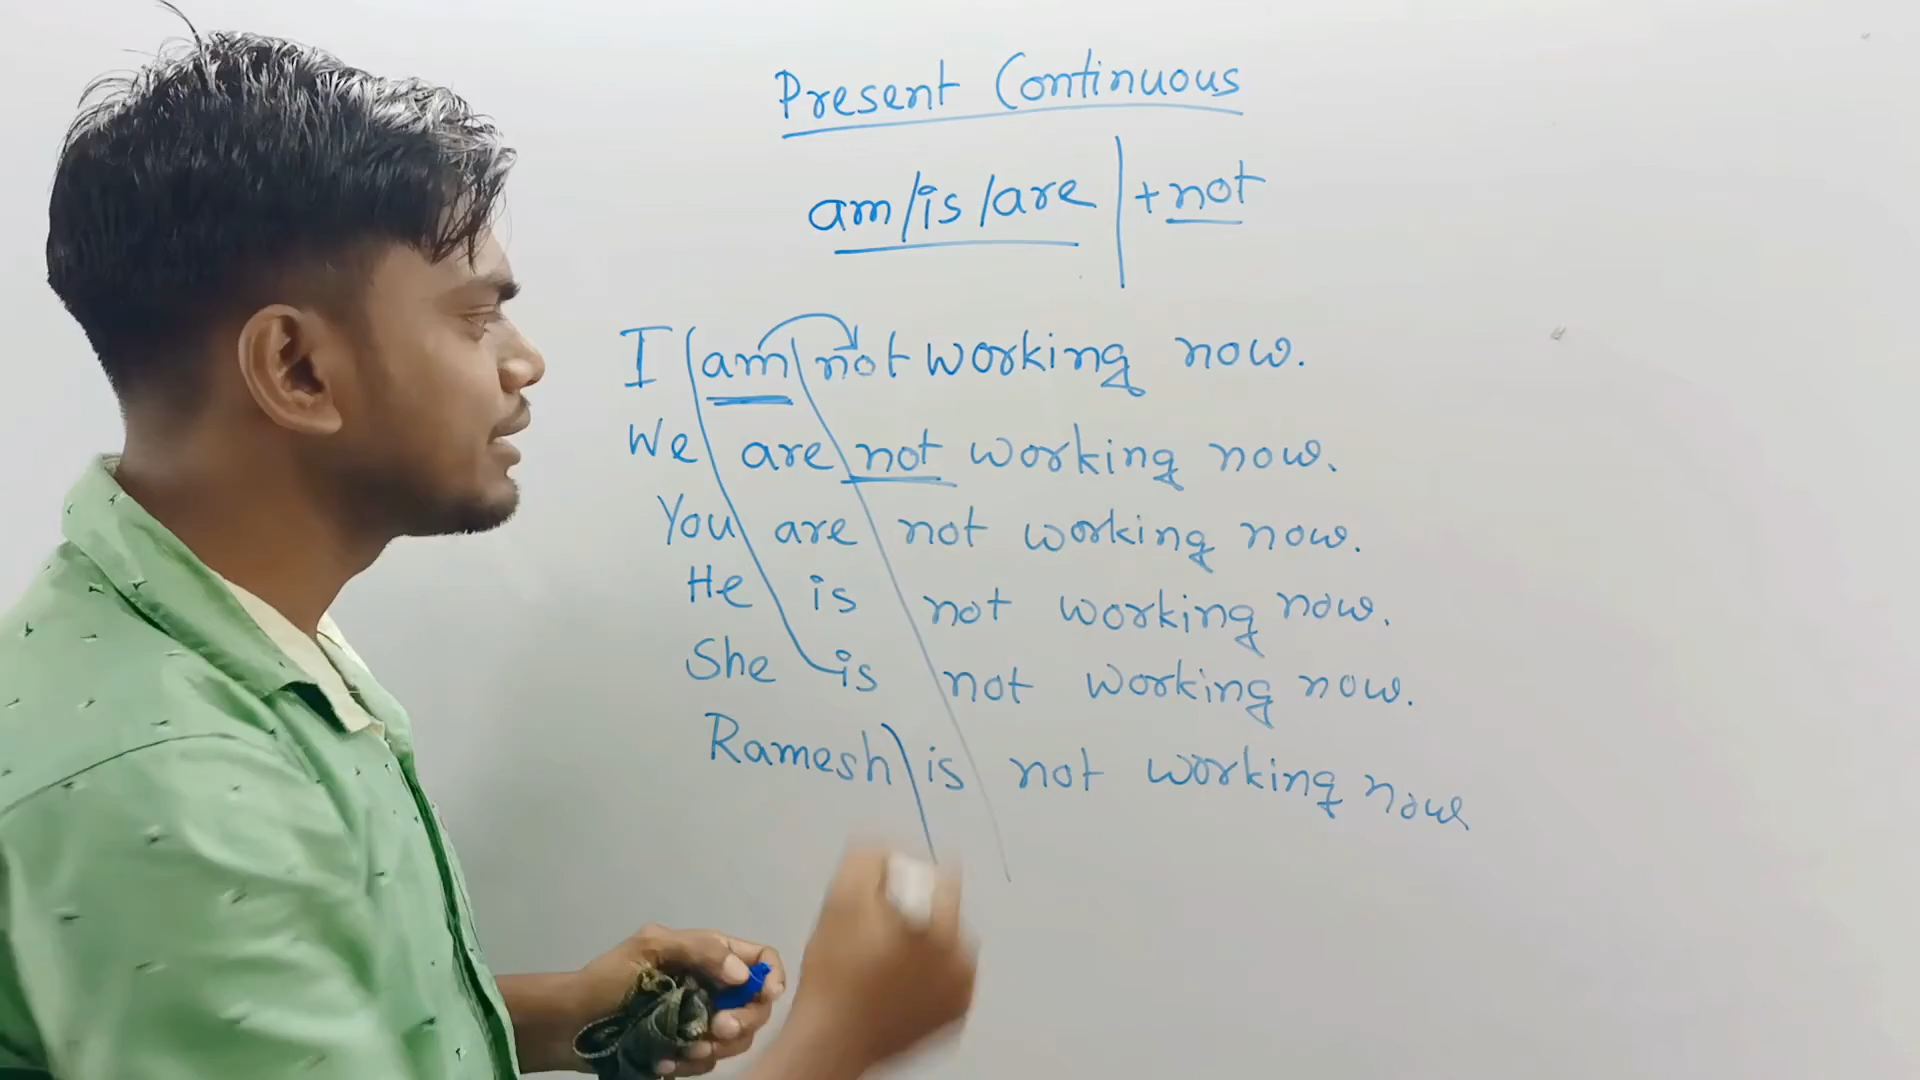 Present Continuous
am/is/are | + not
I am not working now.
We are not working now.
You are not working now.
He is not working now.
She is not working now.
Ramesh is not working now